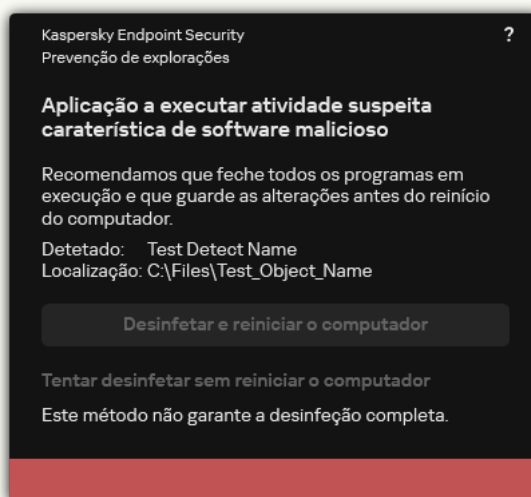 Kaspersky Endpoint Security
?
Prevenção de explorações
Aplicação a executar atividade suspeita
caraterística de software malicioso
Recomendamos que feche todos os programas em
execução e que guarde as alterações antes do reinício
do computador.
Detetado: Test Detect Name
Localização: C:\Files\Test_Object_Name
Desinfetar e reiniciar o computador
Tentar desinfetar sem reiniciar o computador
Este método não garante a desinfeção completa.